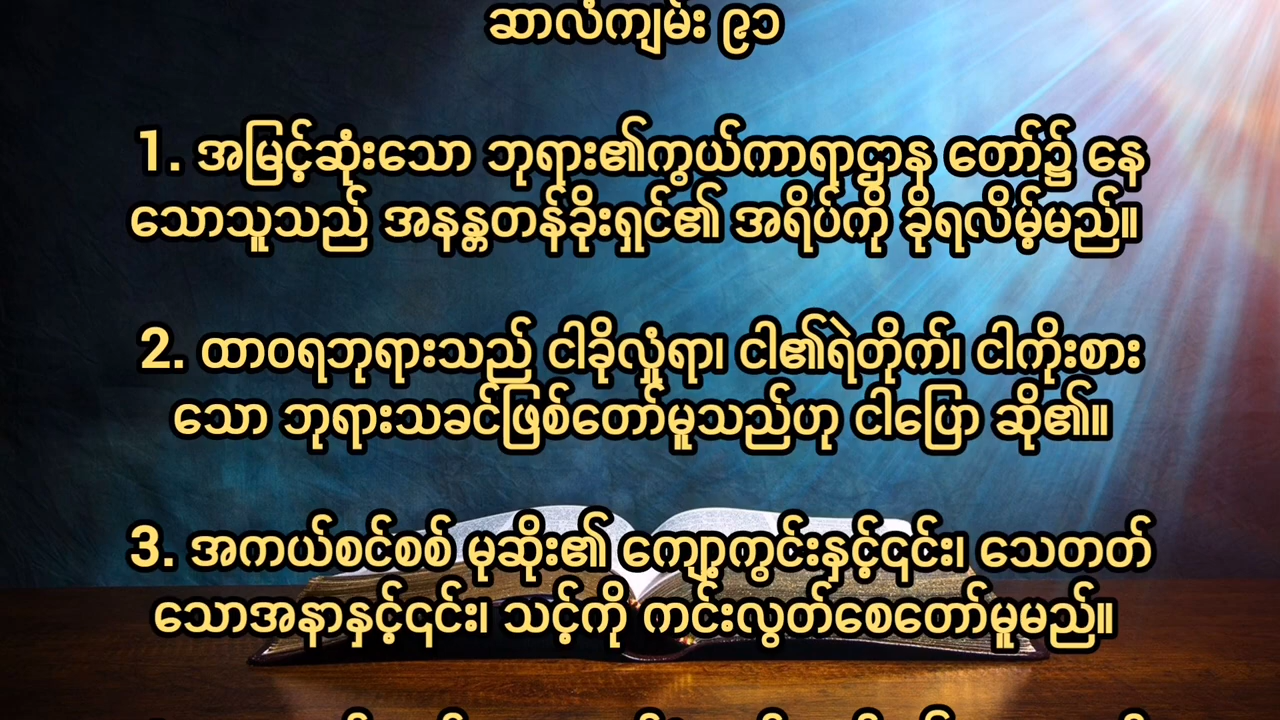 ဆာလံကျမ်း ၉၁
1. အမြင့်ဆုံးသော ဘုရား၏ကွယ်ကာရာဌာန တော်၌ နေ
သောသူသည် အနန္တတန်ခိုးရှင်၏ အရိပ်ကို ခိုရလိမ့်မည်။
2. ထာဝရဘုရားသည် ငါခိုလှုံရာ၊ ငါ၏ရဲတိုက်၊ ငါကိုးစား
သော ဘုရားသခင်ဖြစ်တော်မူသည်ဟု ငါပြော ဆို၏။
3. အကယ်စင်စစ် မုဆိုး၏ ကျော့ကွင်းနှင့်၎င်း၊ သေတတ်
သောအနာနှင့်၎င်း၊ သင့်ကို ကင်းလွတ်စေတော်မူမည်။